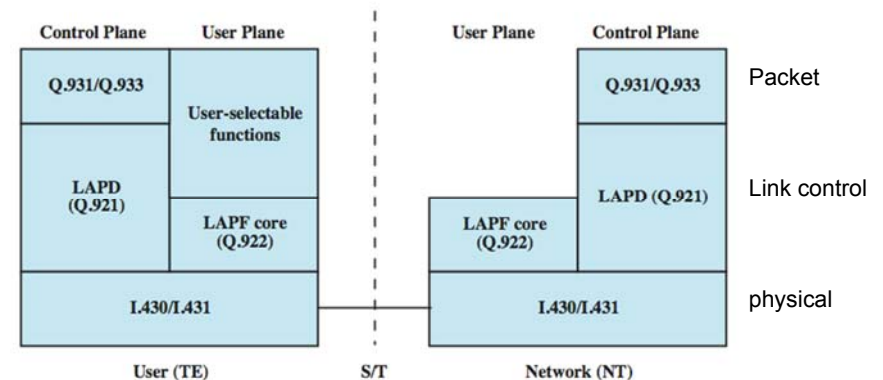 Control Plane User Plane User Plane Control Plane
Q.931/Q.933
User-selectable
functions
LAPD
(Q.921)
LAPF core
(Q.922)
I.430/I.431
User (TE)
S/T
Q.931/Q.933
LAPD (Q.921)
LAPF core
(Q.922)
I.430/I.431
Network (NT)
Packet
Link control
physical